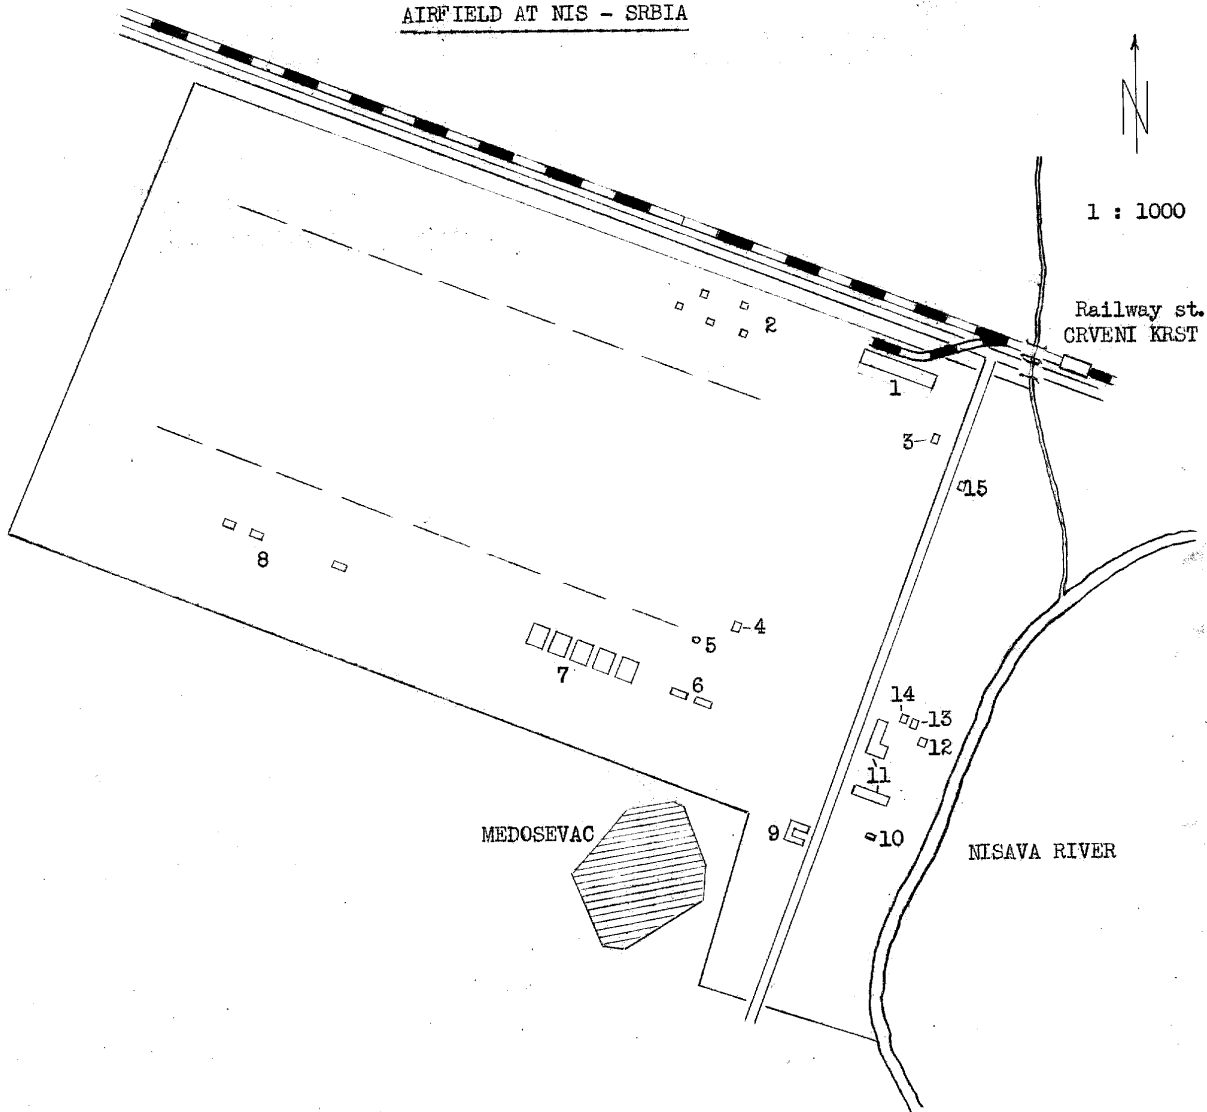 AIRFIELD AT NIS - SRBIA
N
1 : 1000
Railway st.
CRVENI KRST
2
1
3
15
8
4
5
7
6
14
13
12
11
MEDOSEVAC
9
10
NISAVA RIVER